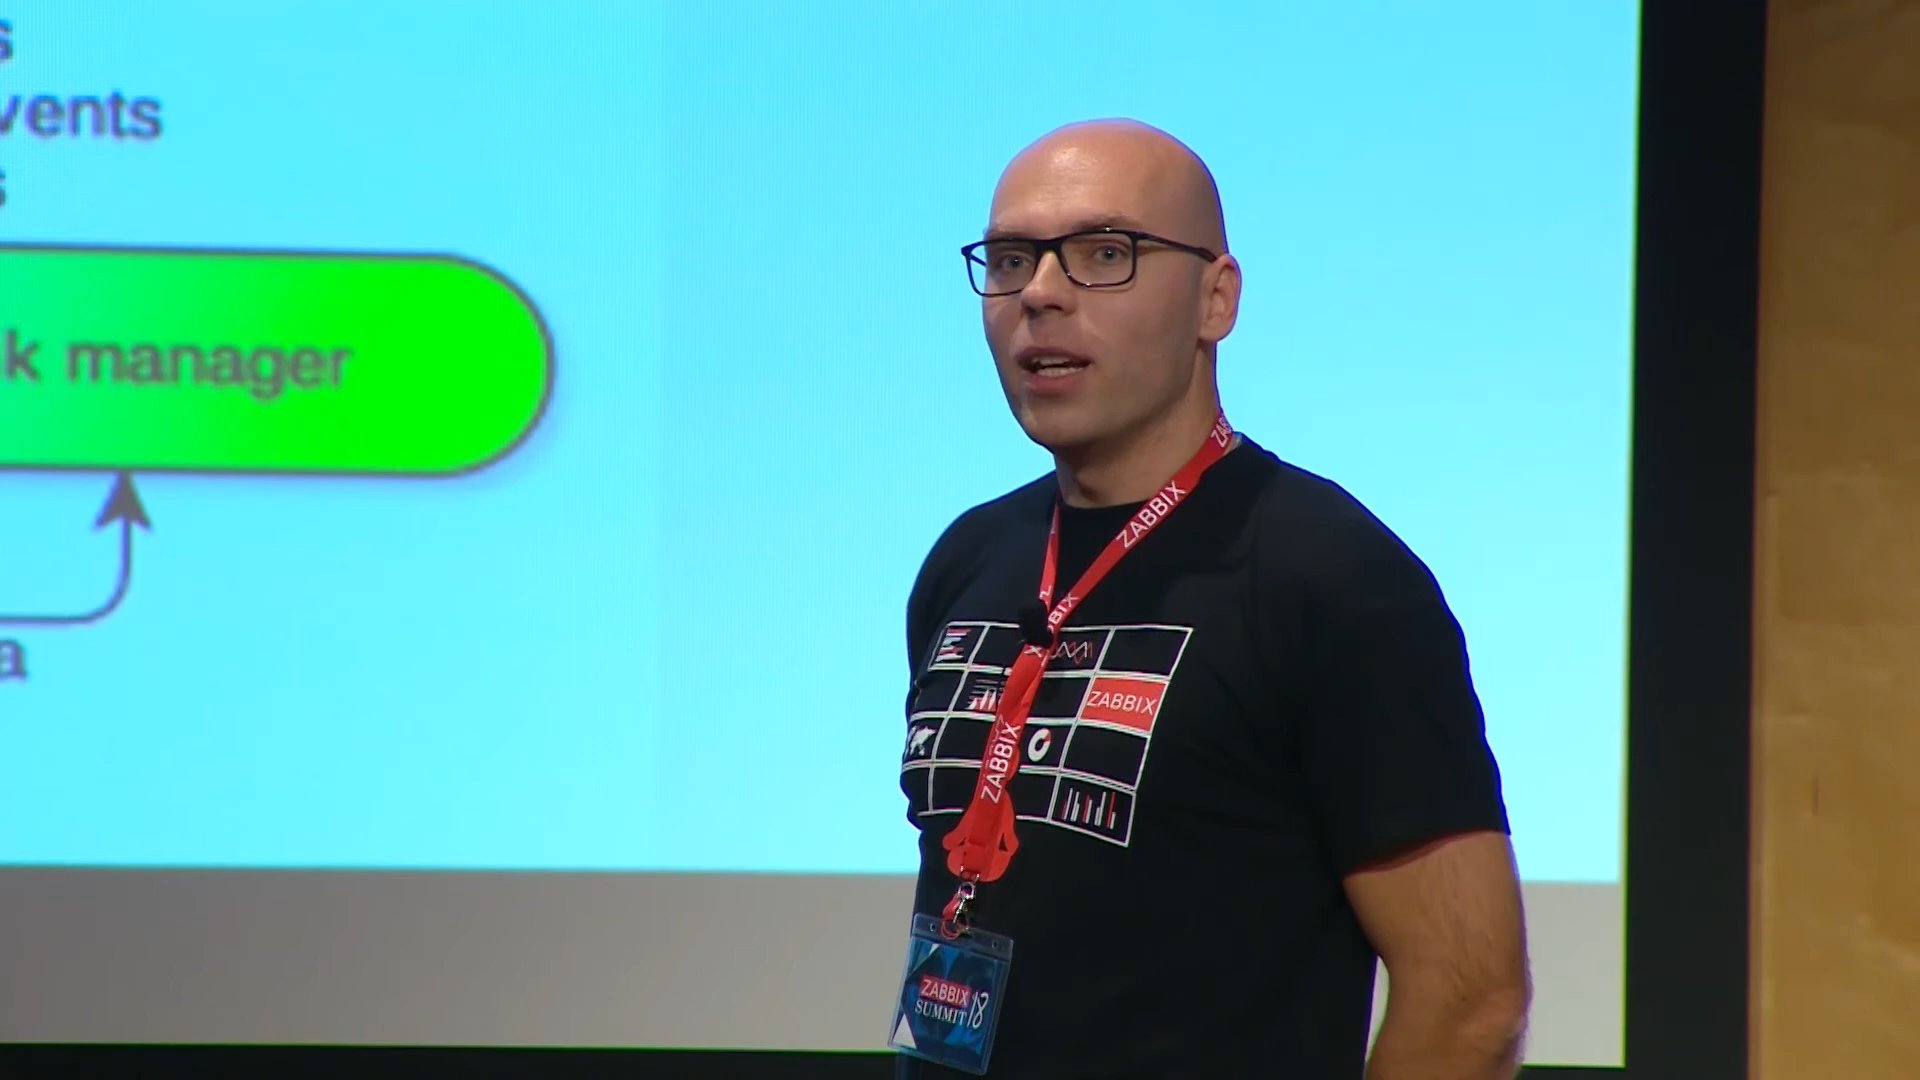 s
vents
s
k manager
a
ZABBIX
ZABBIX
ZABBIX
ZABBIX
SUMMIT 18